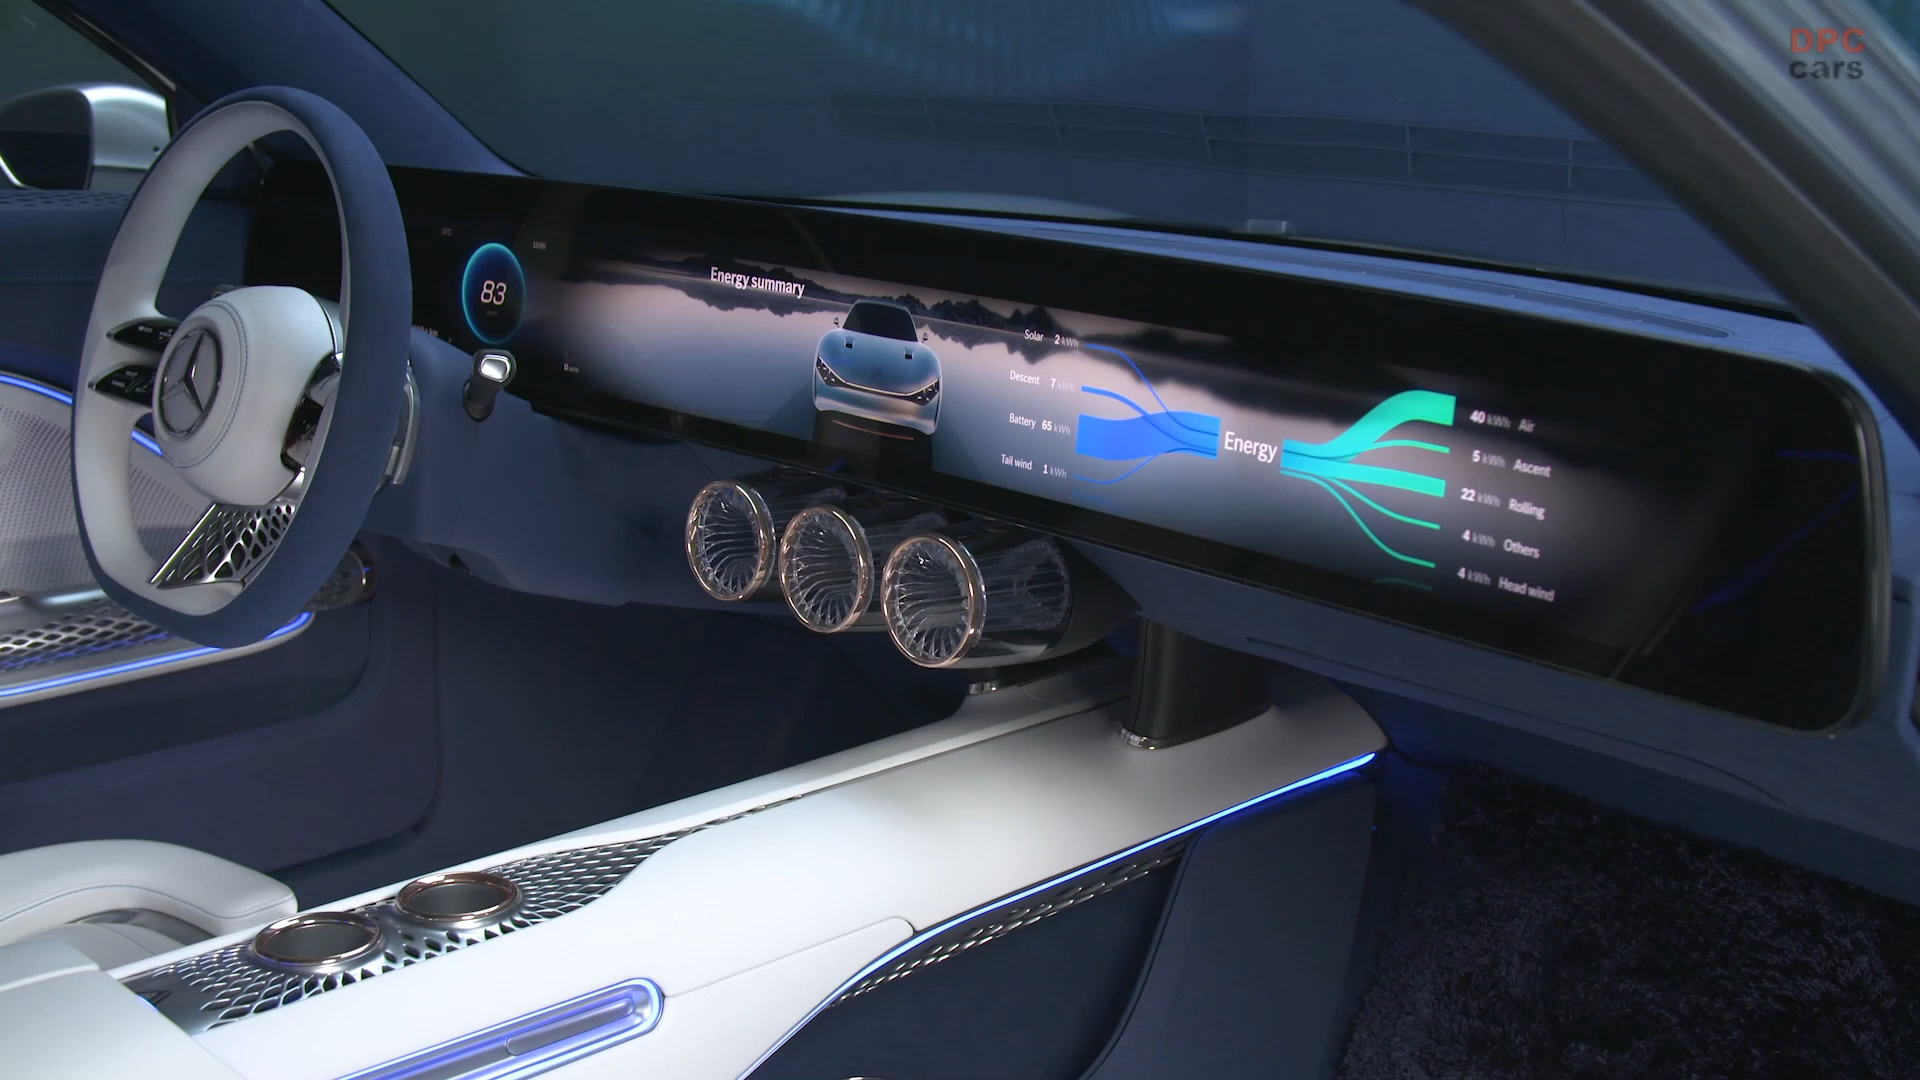 DPC
cars
83
Energy summary
Solar 2 kWh
Descent 7 kWh
Battery 65 kWh
Tail wind 1 kWh
Energy
40 kWh Air
5 kWh Ascent
22 kWh Rolling
4 kWh Others
4 kWh Head wind